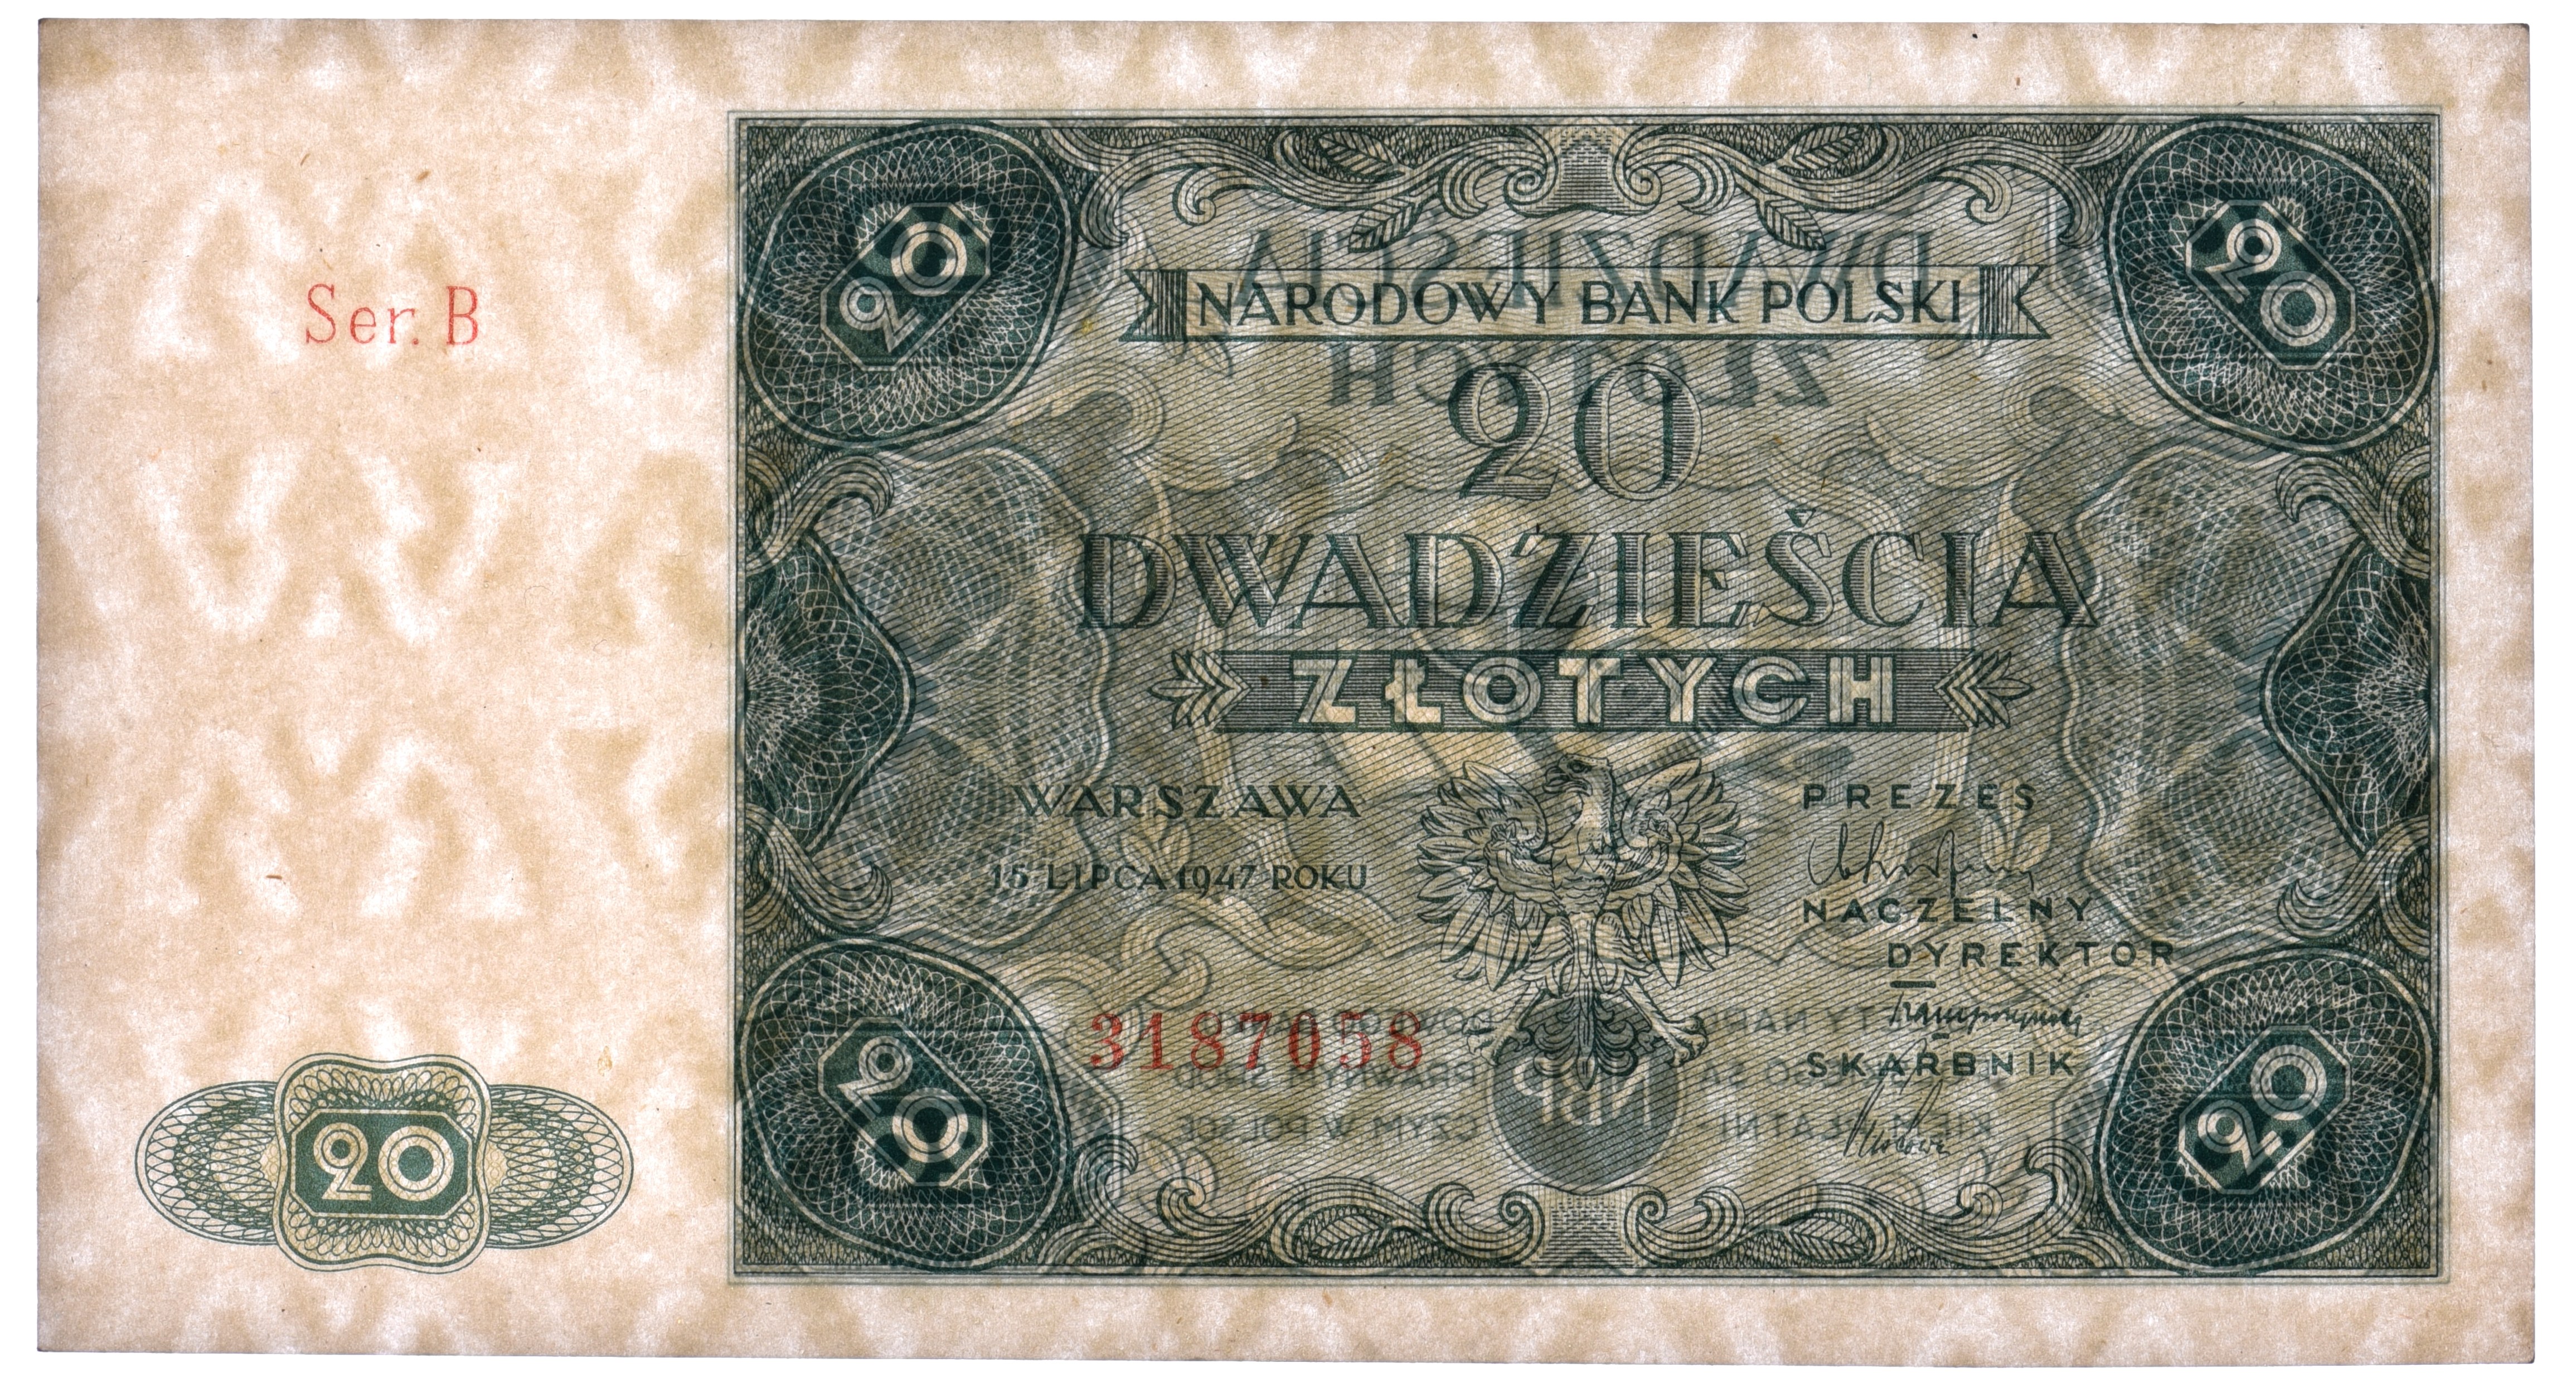 Ser. B
20
20
NARODOWY BANK POLSKI
20
DWADZIEŚCIA
ZŁOTYCH
WARSZAWA
15 LIPCA 1947 ROKU
PREZES
NACZELNY
DYREKTOR
SKARBNIK
3187058
NBP
20
20
20